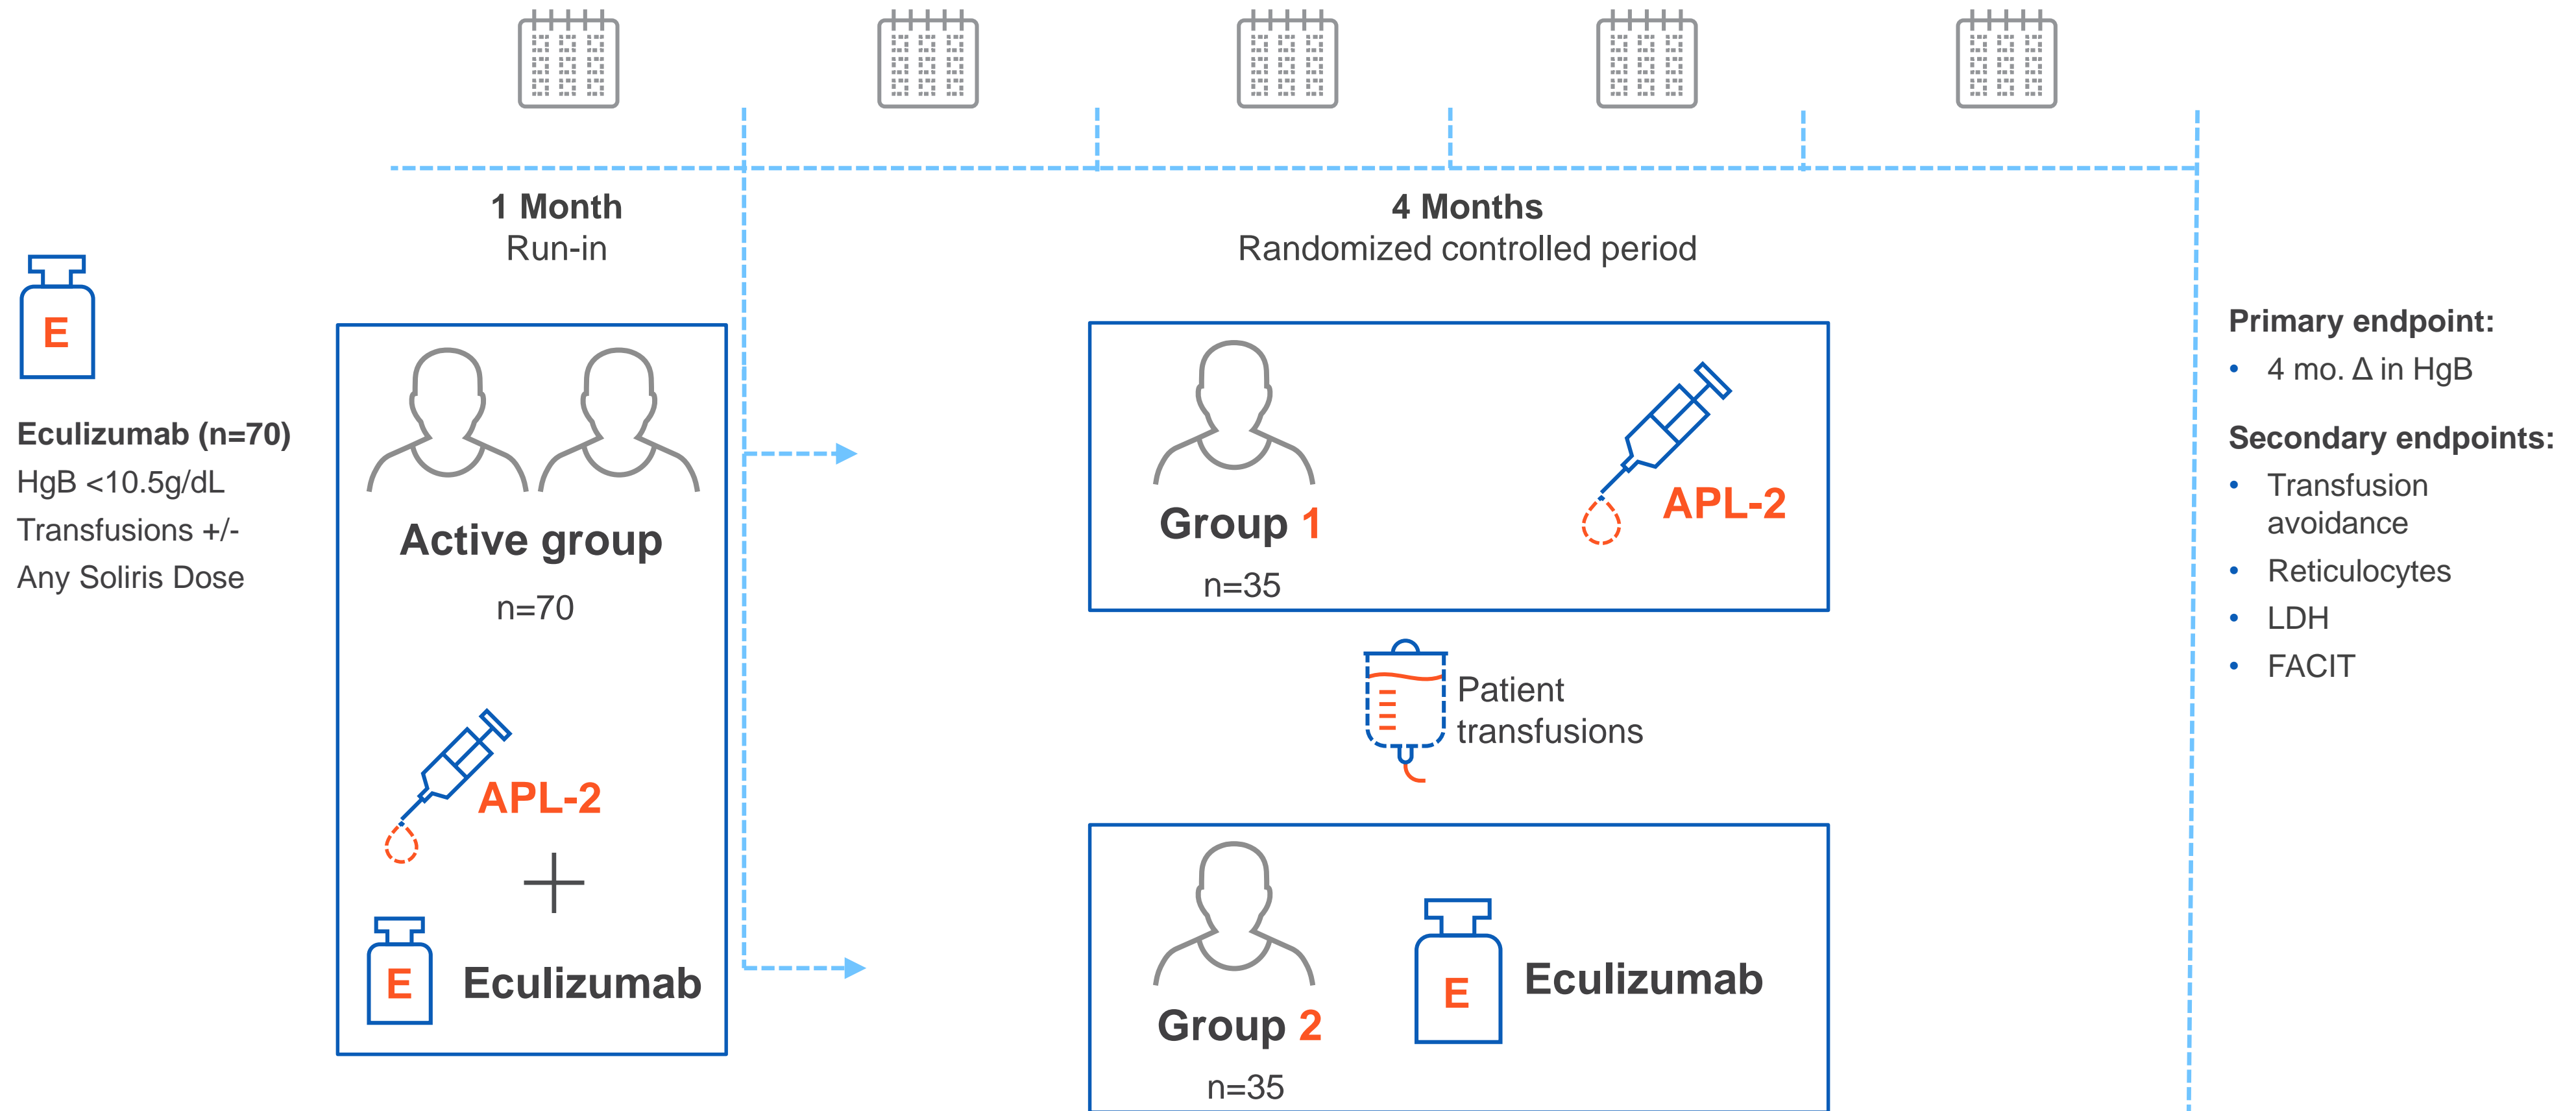 1 Month
Run-in
4 Months
Randomized controlled period
E
Eculizumab (n=70)
HgB <10.5g/dL
Transfusions +/-
Any Soliris Dose
Active group
n=70
APL-2
+
E
Eculizumab
Group 1
n=35
APL-2
Patient
transfusions
Group 2
n=35
E
Eculizumab
Primary endpoint:
• 4 mo. Δ in HgB
Secondary endpoints:
• Transfusion
avoidance
• Reticulocytes
• LDH
• FACIT